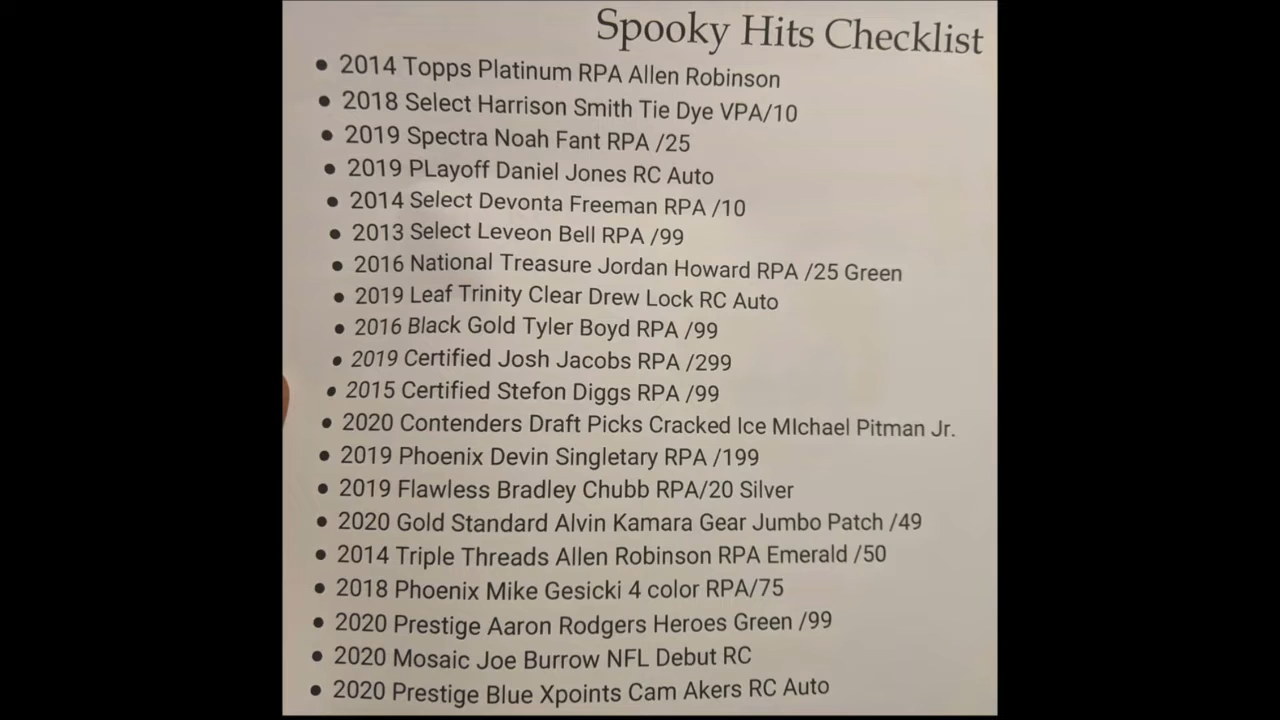 Spooky Hits Checklist
• 2014 Topps Platinum RPA Allen Robinson
• 2018 Select Harrison Smith Tie Dye VPA/10
• 2019 Spectra Noah Fant RPA /25
• 2019 PLayoff Daniel Jones RC Auto
• 2014 Select Devonta Freeman RPA /10
• 2013 Select Leveon Bell RPA /99
• 2016 National Treasure Jordan Howard RPA /25 Green
• 2019 Leaf Trinity Clear Drew Lock RC Auto
• 2016 Black Gold Tyler Boyd RPA /99
• 2019 Certified Josh Jacobs RPA /299
• 2015 Certified Stefon Diggs RPA /99
• 2020 Contenders Draft Picks Cracked Ice MIchael Pitman Jr.
• 2019 Phoenix Devin Singletary RPA /199
• 2019 Flawless Bradley Chubb RPA/20 Silver
• 2020 Gold Standard Alvin Kamara Gear Jumbo Patch /49
• 2014 Triple Threads Allen Robinson RPA Emerald /50
• 2018 Phoenix Mike Gesicki 4 color RPA/75
• 2020 Prestige Aaron Rodgers Heroes Green /99
• 2020 Mosaic Joe Burrow NFL Debut RC
• 2020 Prestige Blue Xpoints Cam Akers RC Auto